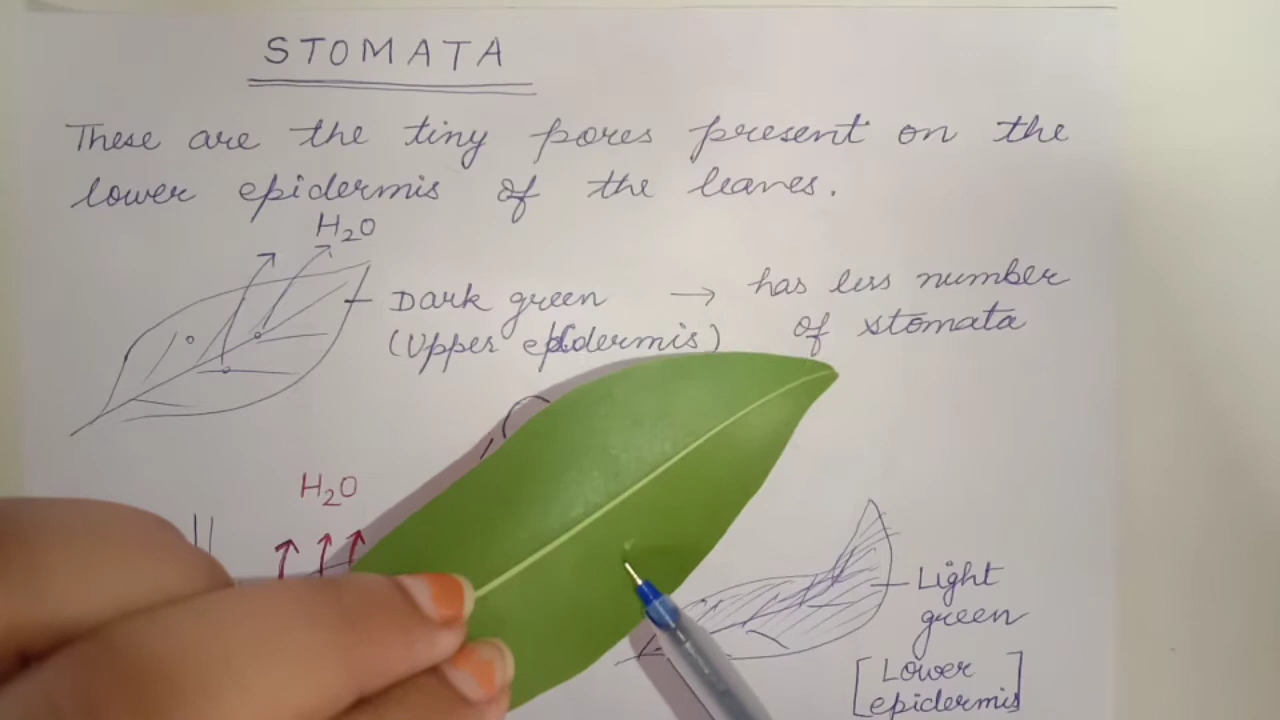 STOMATA
These are the tiny pores present on the
lower epidermis of the leaves.
H₂O
Dark green → has less number
(Upper epidermis) of stomata
H₂O
Light
green
[Lower
epidermis]